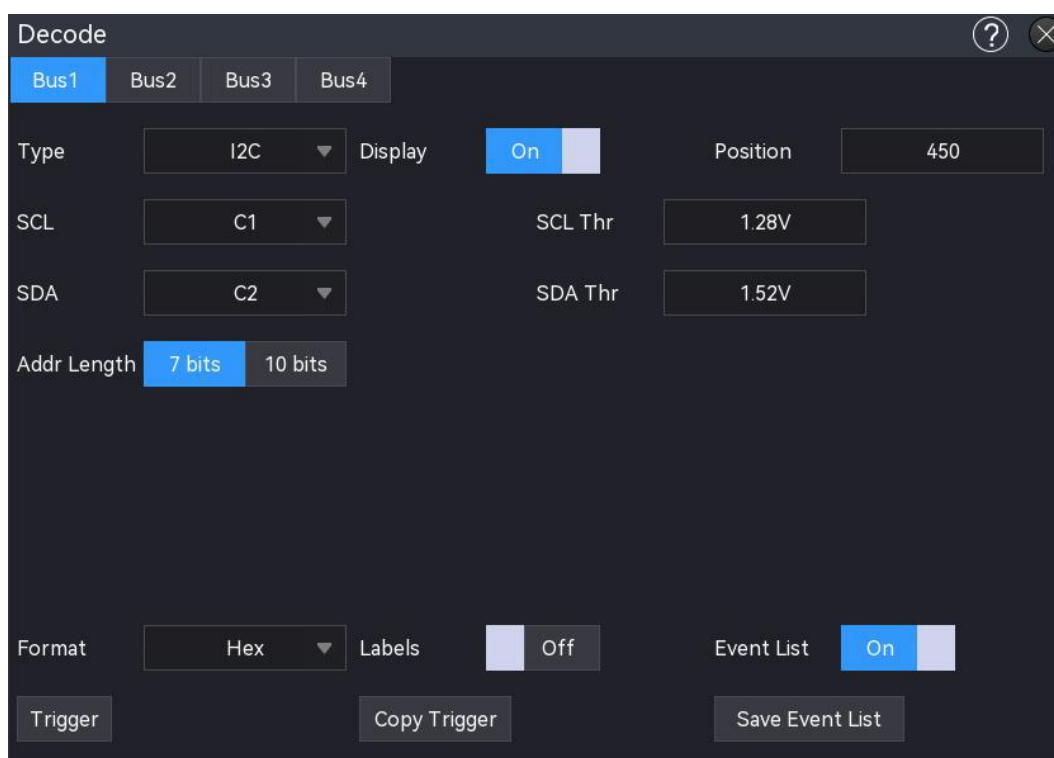 Decode ?
Bus1 Bus2 Bus3 Bus4
Type I2C Display On Position 450
SCL C1 SCL Thr 1.28V
SDA C2 SDA Thr 1.52V
Addr Length 7 bits 10 bits
Format Hex Labels Off Event List On
Trigger Copy Trigger Save Event List